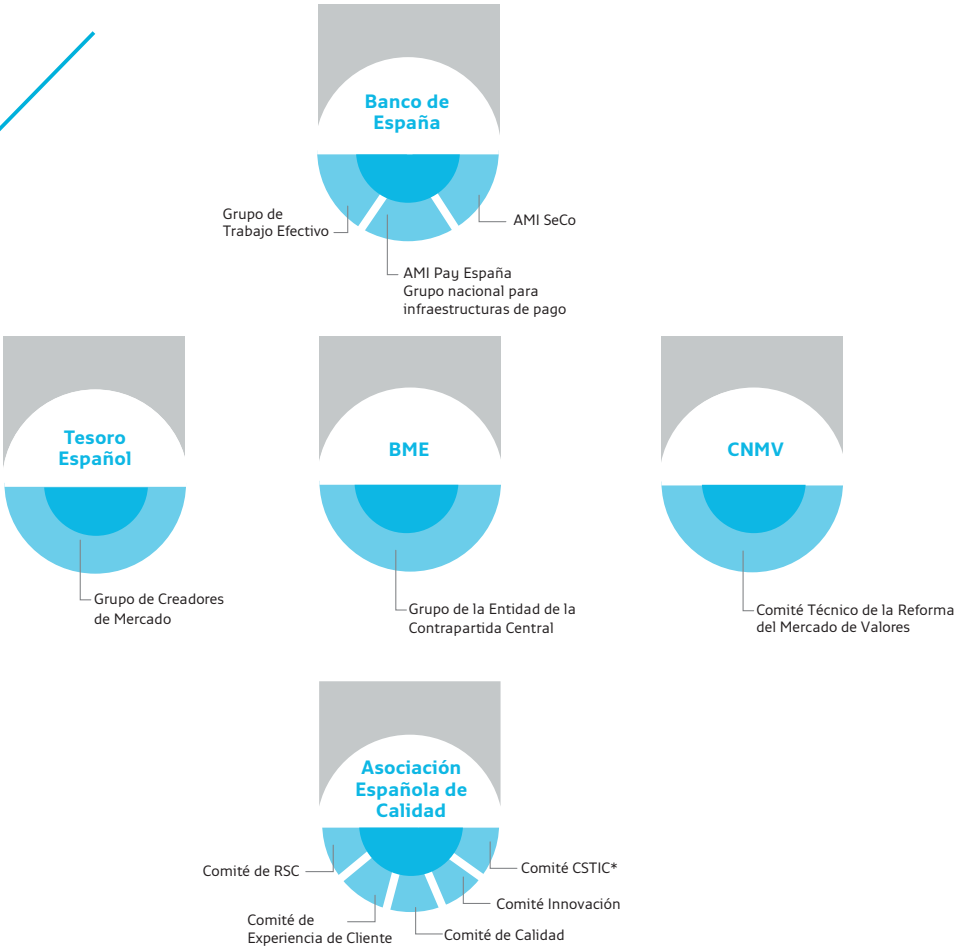 Banco de
España
Grupo de
Trabajo Efectivo
AMI SeCo
AMI Pay España
Grupo nacional para
infraestructuras de pago
Tesoro
Español
Grupo de Creadores
de Mercado
BME
Grupo de la Entidad de la
Contrapartida Central
CNMV
Comité Técnico de la Reforma
del Mercado de Valores
Asociación
Española de
Calidad
Comité de RSC
Comité de
Experiencia de Cliente
Comité de Calidad
Comité Innovación
Comité CSTIC*